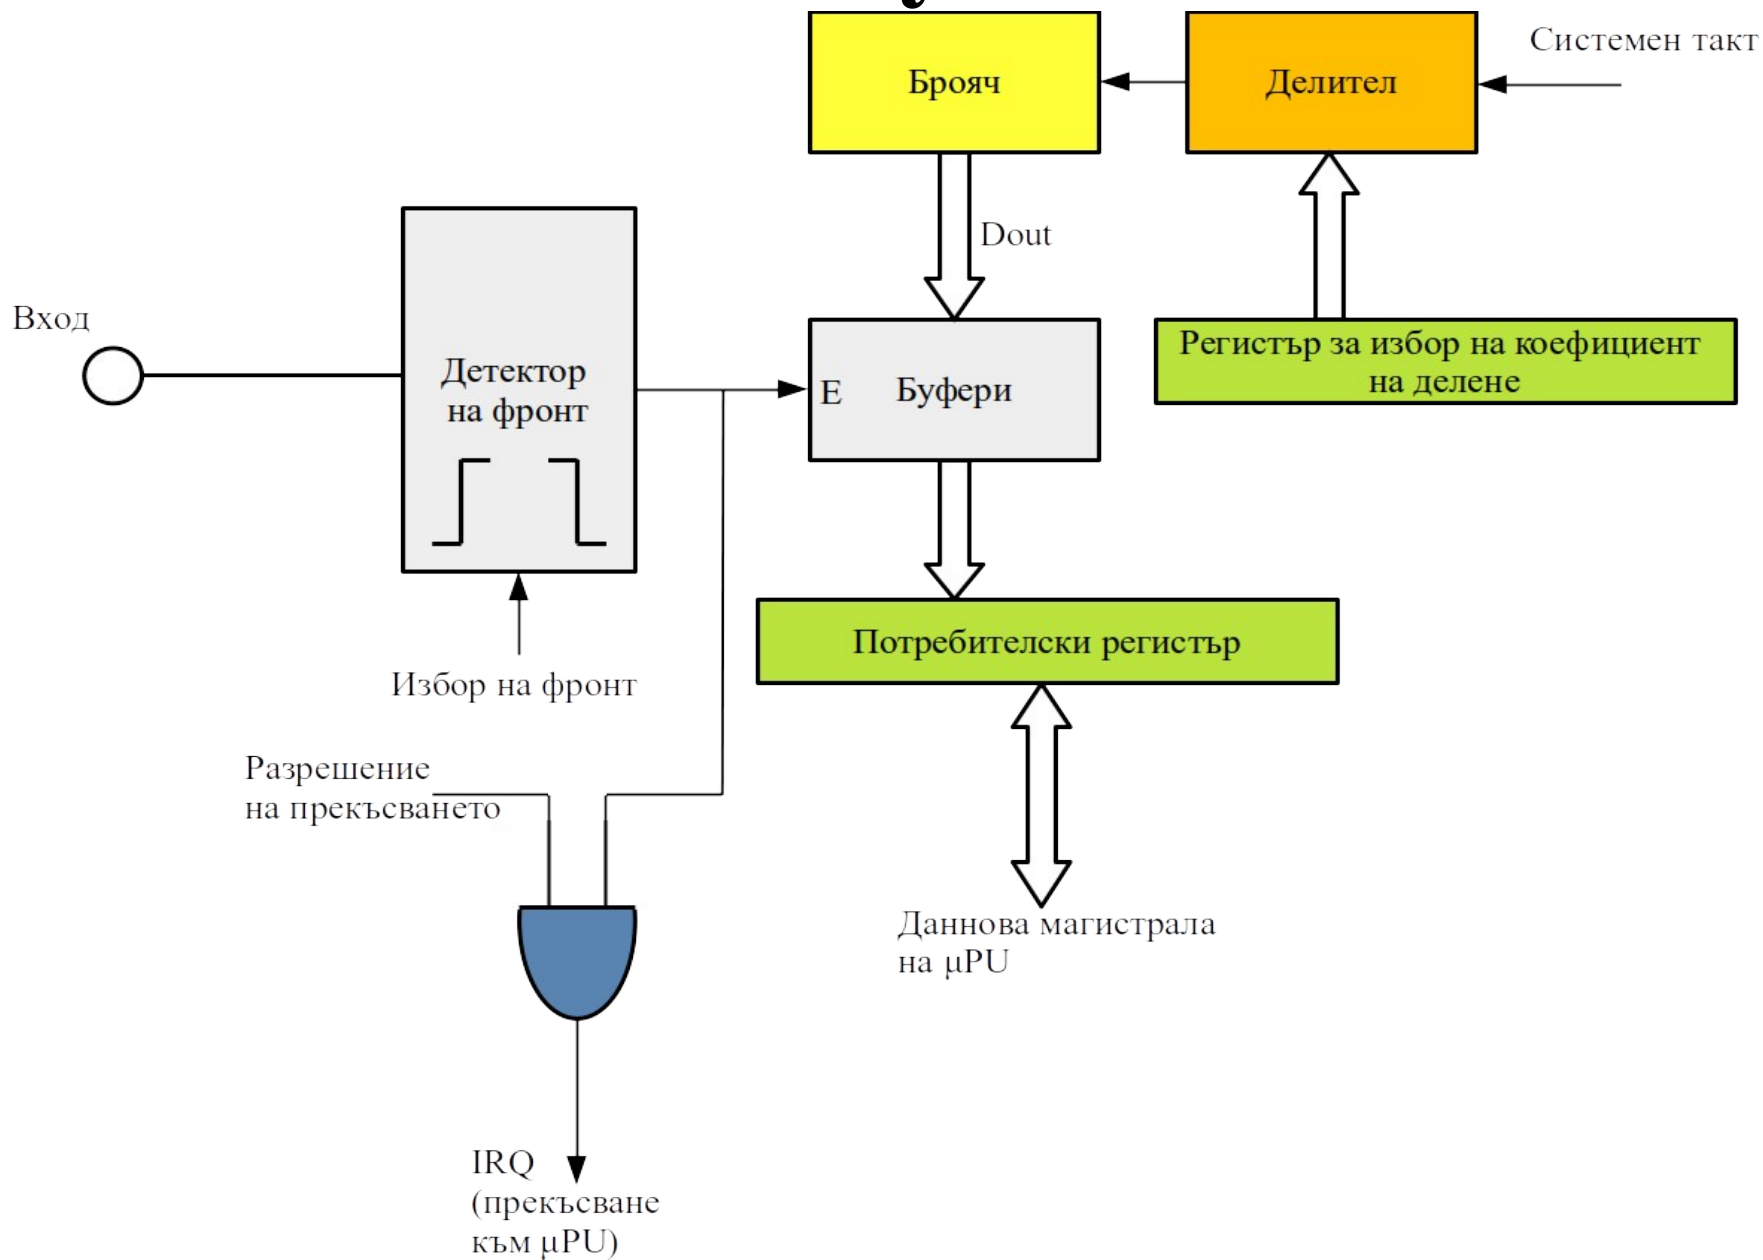 Системен такт
Брояч
Делител
Dout
Вход
Детектор
на фронт
E
Буфери
Регистър за избор на коефициент
на делене
Избор на фронт
Потребителски регистър
Разрешение
на прекъсването
Даннова магистрала
на μPU
IRQ
(прекъсване
към μPU)